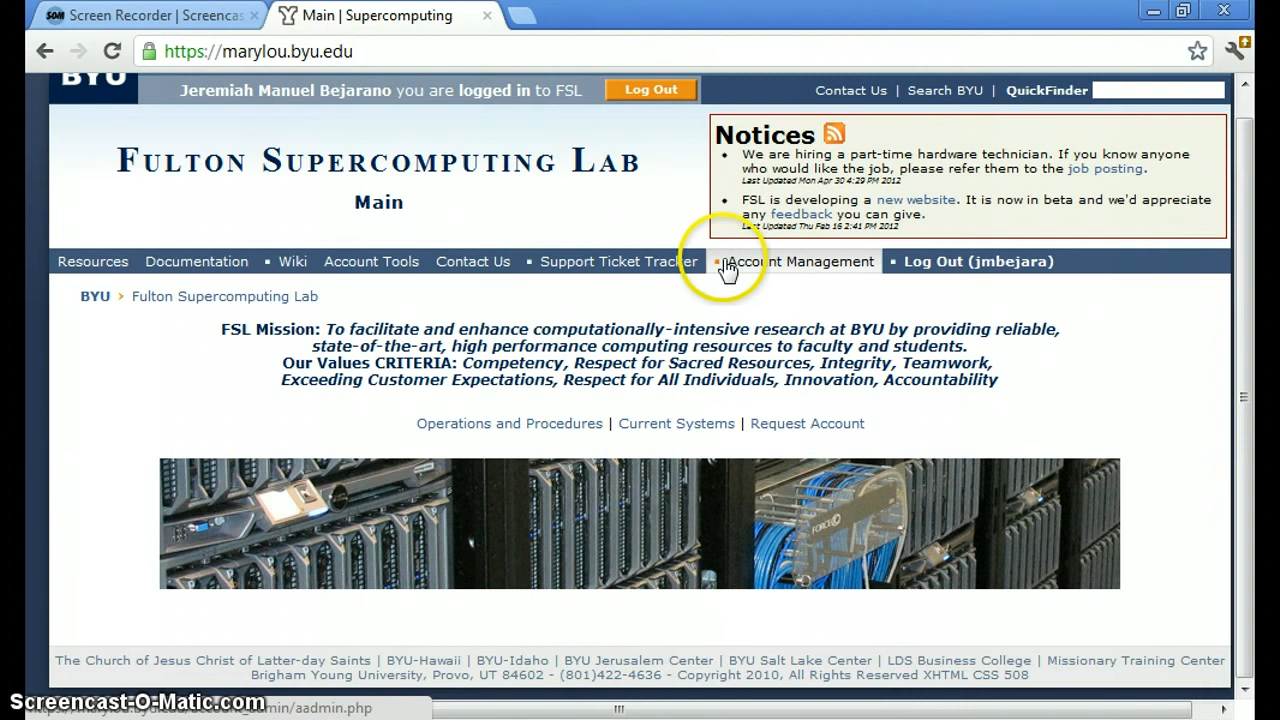 Screen Recorder | Screencas
Main | Supercomputing
https://marylou.byu.edu
BYU
Jeremiah Manuel Bejarano you are logged in to FSL
Log Out
Contact Us | Search BYU | QuickFinder
FULTON SUPERCOMPUTING LAB
Main
Notices
• We are hiring a part-time hardware technician. If you know anyone
who would like the job, please refer them to the job posting.
Last Updated Mon Apr 30 4:29 PM 2012
• FSL is developing a new website. It is now in beta and we'd appreciate
any feedback you can give.
Last Updated Thu Feb 16 2:41 PM 2012
Resources Documentation Wiki Account Tools Contact Us Support Ticket Tracker Account Management Log Out (jmbejara)
BYU > Fulton Supercomputing Lab
FSL Mission: To facilitate and enhance computationally-intensive research at BYU by providing reliable,
state-of-the-art, high performance computing resources to faculty and students.
Our Values CRITERIA: Competency, Respect for Sacred Resources, Integrity, Teamwork,
Exceeding Customer Expectations, Respect for All Individuals, Innovation, Accountability
Operations and Procedures | Current Systems | Request Account
FORCE
The Church of Jesus Christ of Latter-day Saints | BYU-Hawaii | BYU-Idaho | BYU Jerusalem Center | BYU Salt Lake Center | LDS Business College | Missionary Training Center
Brigham Young University, Provo, UT 84602 - (801)422-4636 - Copyright 2010, All Rights Reserved XHTML CSS 508
Screencast-O-Matic.com
https://marylou.byu.edu/account_admin/aadmin.php